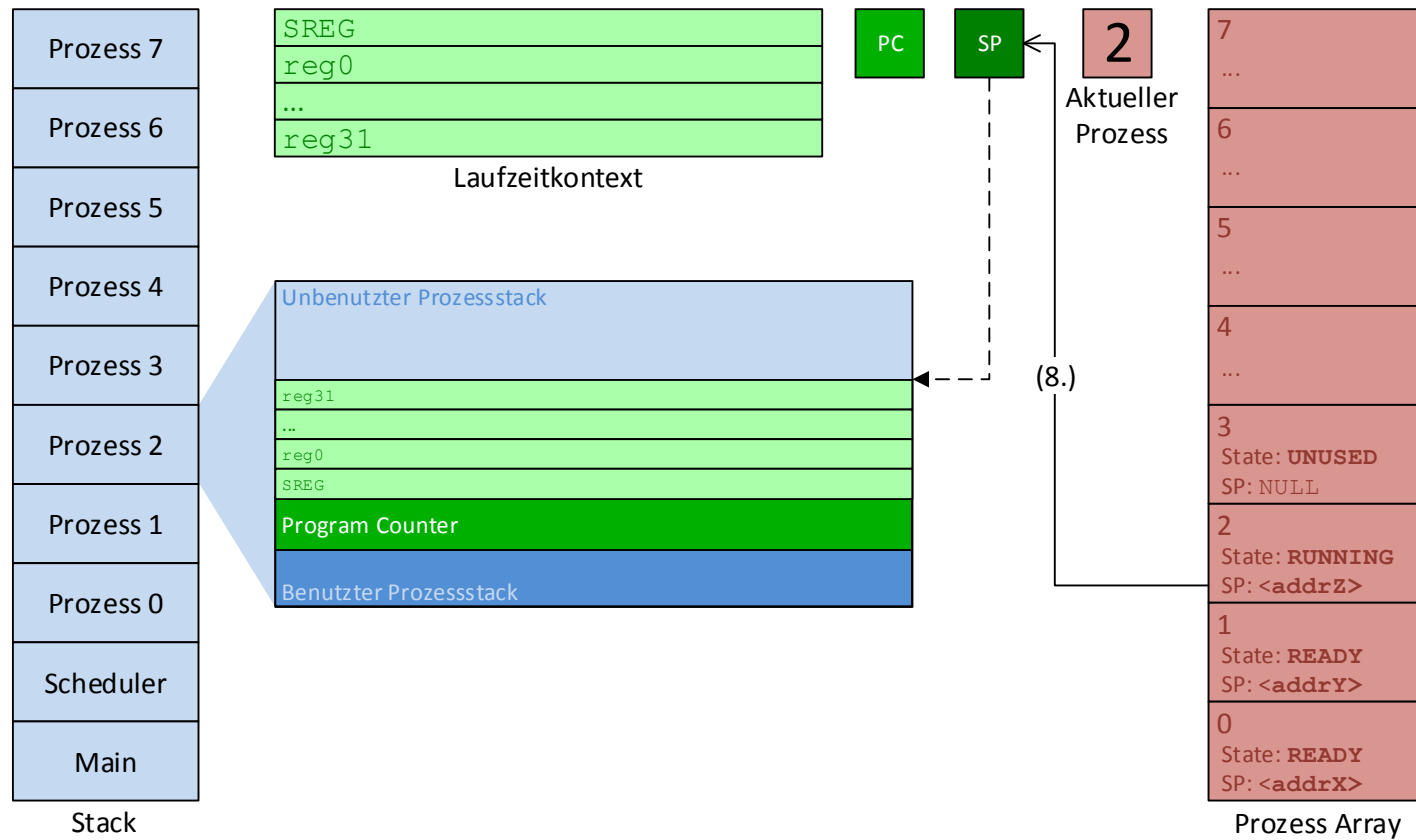 Prozess 7
Prozess 6
Prozess 5
Prozess 4
Prozess 3
Prozess 2
Prozess 1
Prozess 0
Scheduler
Main
Stack
SREG
reg0
...
reg31
Laufzeitkontext
PC
SP
2
Aktueller
Prozess
Unbenutzter Prozessstack
reg31
...
reg0
SREG
Program Counter
Benutzter Prozessstack
(8.)
7
...
6
...
5
...
4
...
3
State: UNUSED
SP: NULL
2
State: RUNNING
SP: <addrZ>
1
State: READY
SP: <addrY>
0
State: READY
SP: <addrX>
Prozess Array